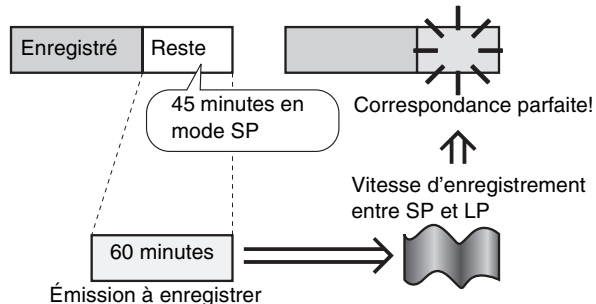 Enregistré
Reste
45 minutes en
mode SP
Correspondance parfaite!
Vitesse d'enregistrement
entre SP et LP
60 minutes
Émission à enregistrer